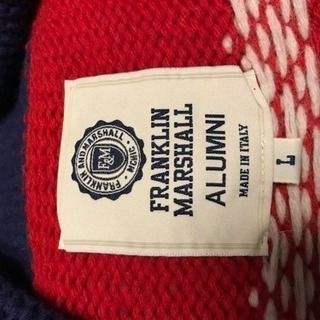 FRANKLIN AND MARSHALL
F&M
FRANKLIN
MARSHALL
ALUMNI
MADE IN ITALY
L